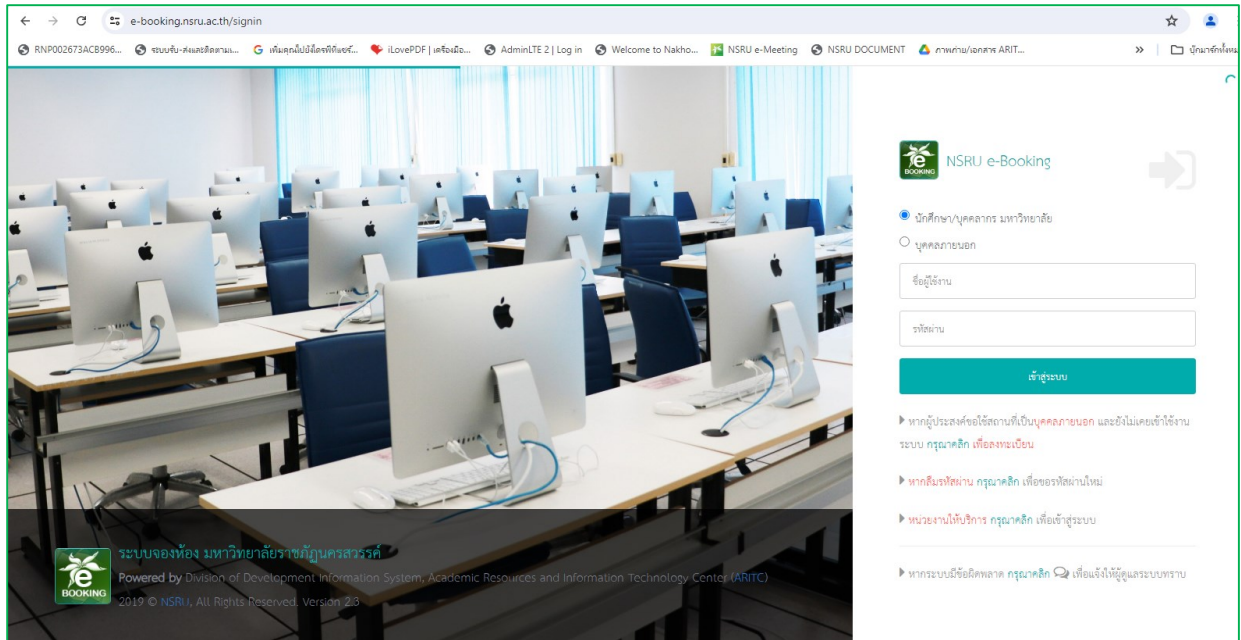 e-booking.nsru.ac.th/signin
RNP002673ACB996... ระบบรับ-ส่งและติดตามเ... เพิ่มคุณไปยังใดรฟ์ทีแชร์... iLovePDF | เครื่องมือ... AdminLTE 2 | Log in Welcome to Nakho... NSRU e-Meeting NSRU DOCUMENT ภาพถ่าย/เอกสาร ARIT... »
NSRU e-Booking
e
BOOKING
นักศึกษา/บุคคลากร มหาวิทยาลัย
บุคคลภายนอก
ชื่อผู้ใช้งาน
รหัสผ่าน
เข้าสู่ระบบ
หากผู้ประสงค์ขอใช้สถานที่เป็นบุคคลภายนอก และยังไม่เคยเข้าใช้งาน
ระบบ กรุณาคลิก เพื่อลงทะเบียน
หากลืมรหัสผ่าน กรุณาคลิก เพื่อขอรหัสผ่านใหม่
หน่วยงานให้บริการ กรุณาคลิก เพื่อเข้าสู่ระบบ
หากระบบมีข้อผิดพลาด กรุณาคลิก เพื่อแจ้งให้ผู้ดูแลระบบทราบ
ระบบจองห้อง มหาวิทยาลัยราชภัฏนครสวรรค์
Powered by Division of Development Information System, Academic Resources and Information Technology Center (ARITC)
2019 © NSRU, All Rights Reserved. Version 2.3
e
BOOKING